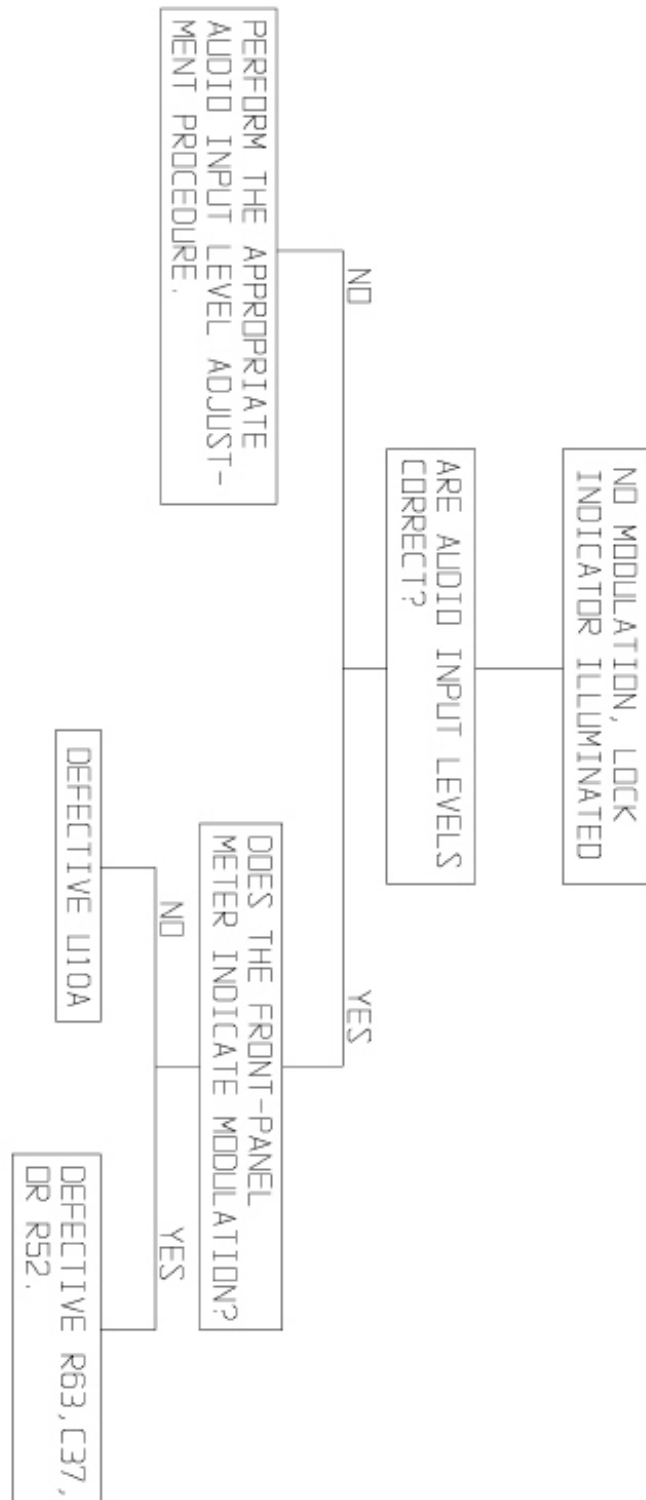 NO MODULATION, LOCK
INDICATOR ILLUMINATED
ARE AUDIO INPUT LEVELS
CORRECT?
NO
YES
PERFORM THE APPROPRIATE
AUDIO INPUT LEVEL ADJUST-
MENT PROCEDURE.
DOES THE FRONT-PANEL
METER INDICATE MODULATION?
NO
YES
DEFECTIVE U10A
DEFECTIVE R63,C37,
OR R52.